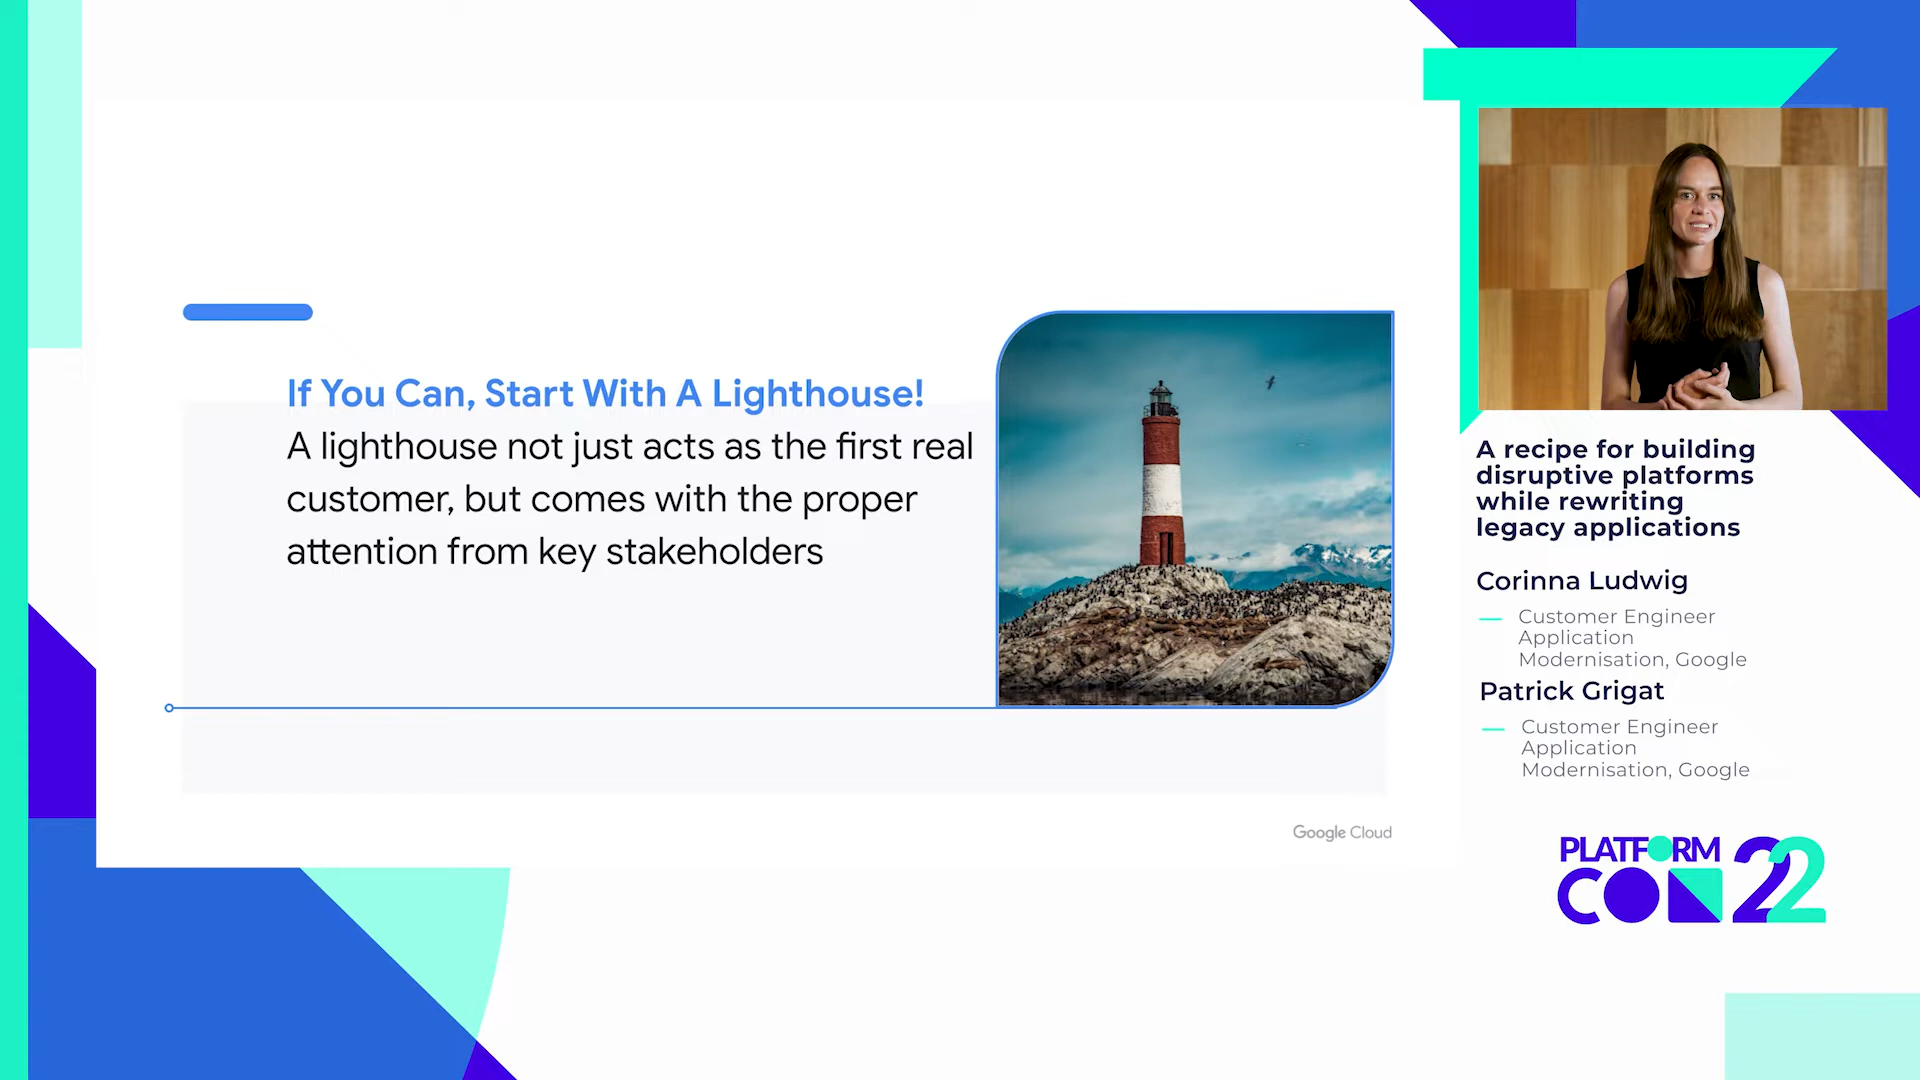 If You Can, Start With A Lighthouse!
A lighthouse not just acts as the first real
customer, but comes with the proper
attention from key stakeholders
Google Cloud
A recipe for building
disruptive platforms
while rewriting
legacy applications
Corinna Ludwig
Customer Engineer
Application
Modernisation, Google
Patrick Grigat
Customer Engineer
Application
Modernisation, Google
PLATFORM
CON 22